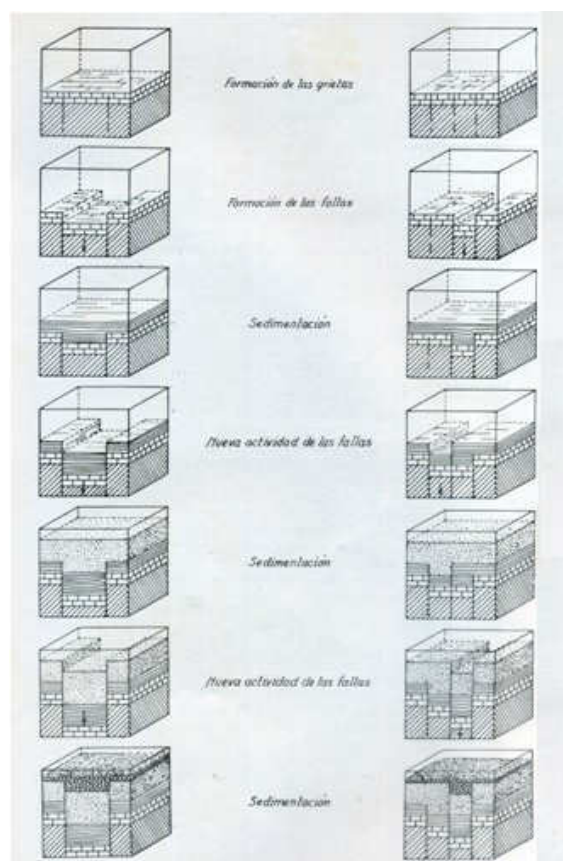 Formación de las grietas
Formación de las fallas
Sedimentación
Nueva actividad de las fallas
Sedimentación
Nueva actividad de las fallas
Sedimentación